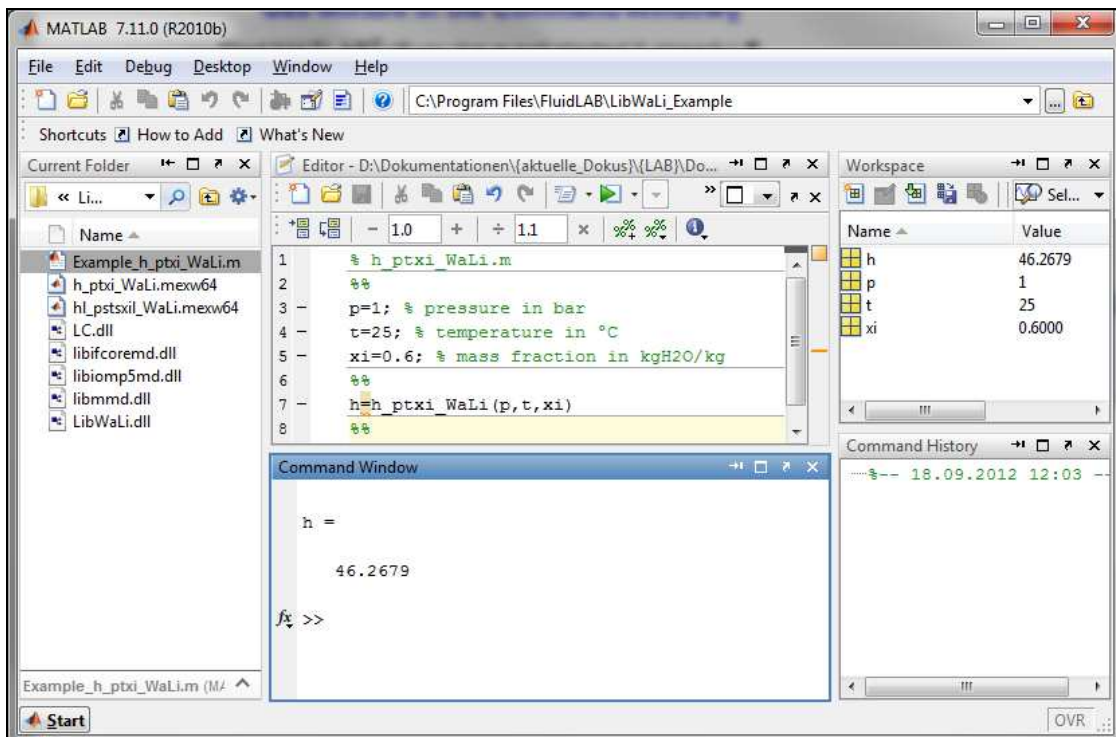 MATLAB 7.11.0 (R2010b)
File Edit Debug Desktop Window Help
C:\Program Files\FluidLAB\LibWaLi_Example
Shortcuts How to Add What's New
Current Folder
« Li...
Name
Example_h_ptxi_WaLi.m
h_ptxi_WaLi.mexw64
hl_pstsxil_WaLi.mexw64
LC.dll
libifcoremd.dll
libiomp5md.dll
libmmd.dll
LibWaLi.dll
Example_h_ptxi_WaLi.m (MA
Editor - D:\Dokumentationen\{aktuelle_Dokus}\{LAB}\Do...
- 1.0 + ÷ 1.1 ×
1 % h_ptxi_WaLi.m
2 %%
3 - p=1; % pressure in bar
4 - t=25; % temperature in °C
5 - xi=0.6; % mass fraction in kgH2O/kg
6 %%
7 - h=h_ptxi_WaLi(p,t,xi)
8 %%
Command Window
h =
46.2679
fx >>
Workspace
Sel...
Name Value
h 46.2679
p 1
t 25
xi 0.6000
Command History
%-- 18.09.2012 12:03 --
Start
OVR